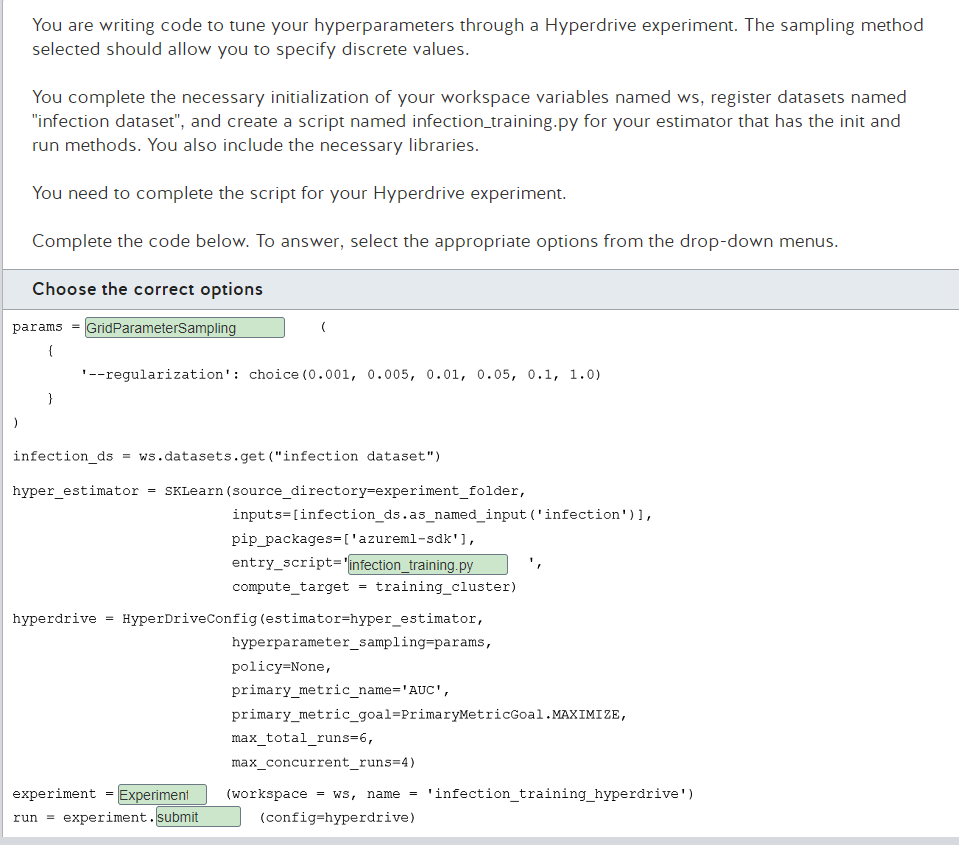 You are writing code to tune your hyperparameters through a Hyperdrive experiment. The sampling method
selected should allow you to specify discrete values.
You complete the necessary initialization of your workspace variables named ws, register datasets named
"infection dataset", and create a script named infection_training.py for your estimator that has the init and
run methods. You also include the necessary libraries.
You need to complete the script for your Hyperdrive experiment.
Complete the code below. To answer, select the appropriate options from the drop-down menus.
Choose the correct options
params = GridParameterSampling (
{
'--regularization': choice(0.001, 0.005, 0.01, 0.05, 0.1, 1.0)
}
)
infection_ds = ws.datasets.get("infection dataset")
hyper_estimator = SKLearn(source_directory=experiment_folder,
inputs=[infection_ds.as_named_input('infection')],
pip_packages=['azureml-sdk'],
entry_script='infection_training.py ',
compute_target = training_cluster)
hyperdrive = HyperDriveConfig(estimator=hyper_estimator,
hyperparameter_sampling=params,
policy=None,
primary_metric_name='AUC',
primary_metric_goal=PrimaryMetricGoal.MAXIMIZE,
max_total_runs=6,
max_concurrent_runs=4)
experiment = Experiment (workspace = ws, name = 'infection_training_hyperdrive')
run = experiment.submit (config=hyperdrive)